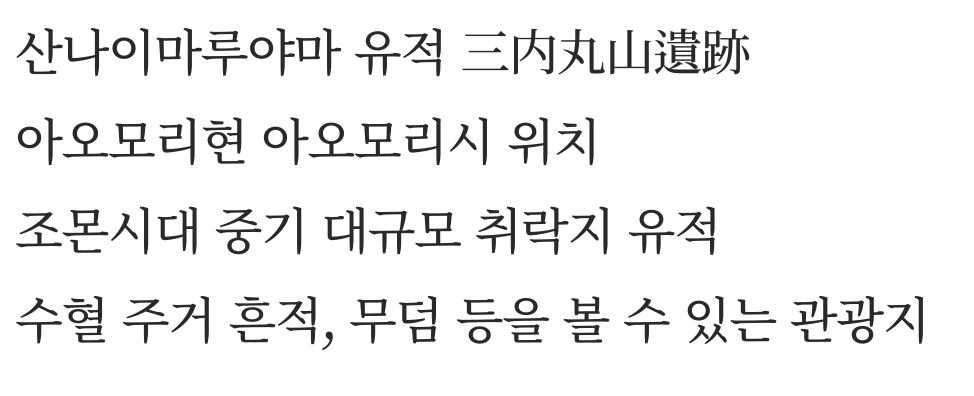 산나이마루야마 유적 三内丸山遺跡
아오모리현 아오모리시 위치
조몬시대 중기 대규모 취락지 유적
수혈 주거 흔적, 무덤 등을 볼 수 있는 관광지